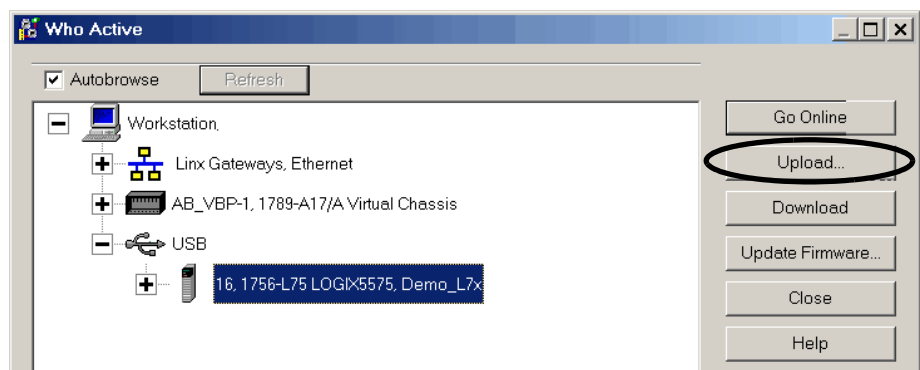 Who Active
Autobrowse
Refresh
Workstation,
Linx Gateways, Ethernet
AB_VBP-1, 1789-A17/A Virtual Chassis
USB
16, 1756-L75 LOGIX5575, Demo_L7x
Go Online
Upload...
Download
Update Firmware...
Close
Help